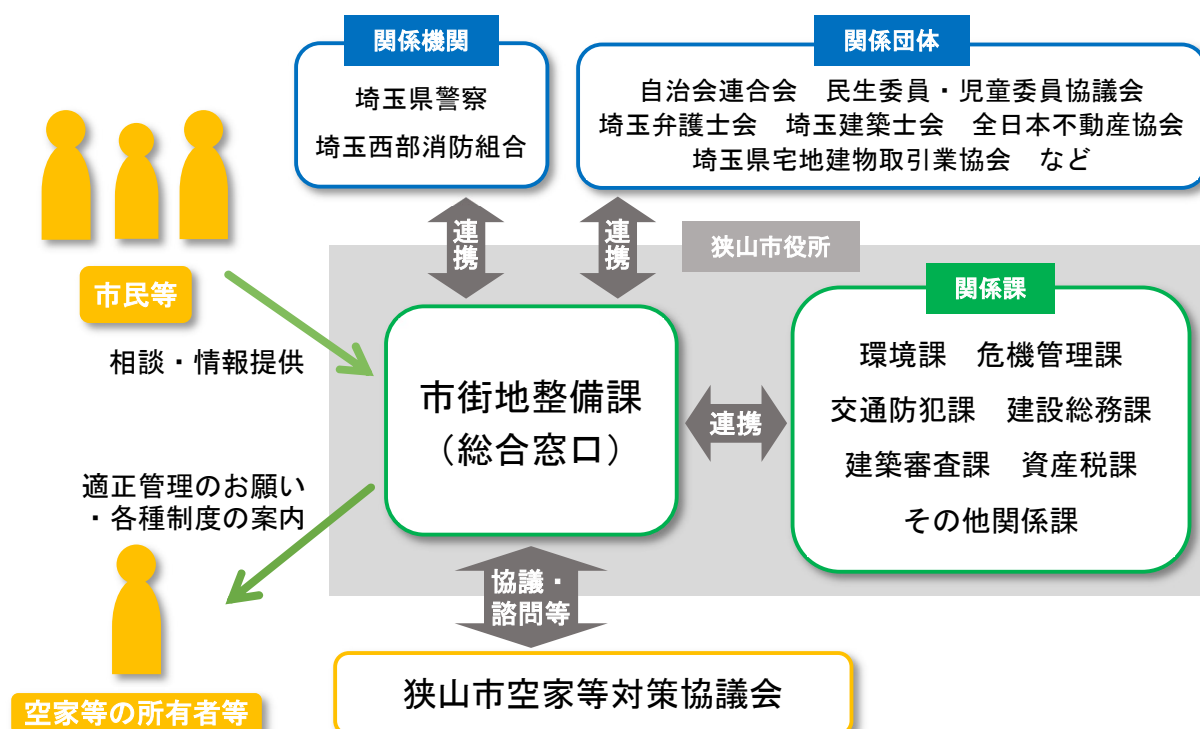 関係機関
埼玉県警察
埼玉西部消防組合
関係団体
自治会連合会　民生委員・児童委員協議会
埼玉弁護士会　埼玉建築士会　全日本不動産協会
埼玉県宅地建物取引業協会　など
連携
連携
狭山市役所
市民等
相談・情報提供
市街地整備課
（総合窓口）
連携
関係課
環境課　危機管理課
交通防犯課　建設総務課
建築審査課　資産税課
その他関係課
適正管理のお願い
・各種制度の案内
空家等の所有者等
協議・
諮問等
狭山市空家等対策協議会